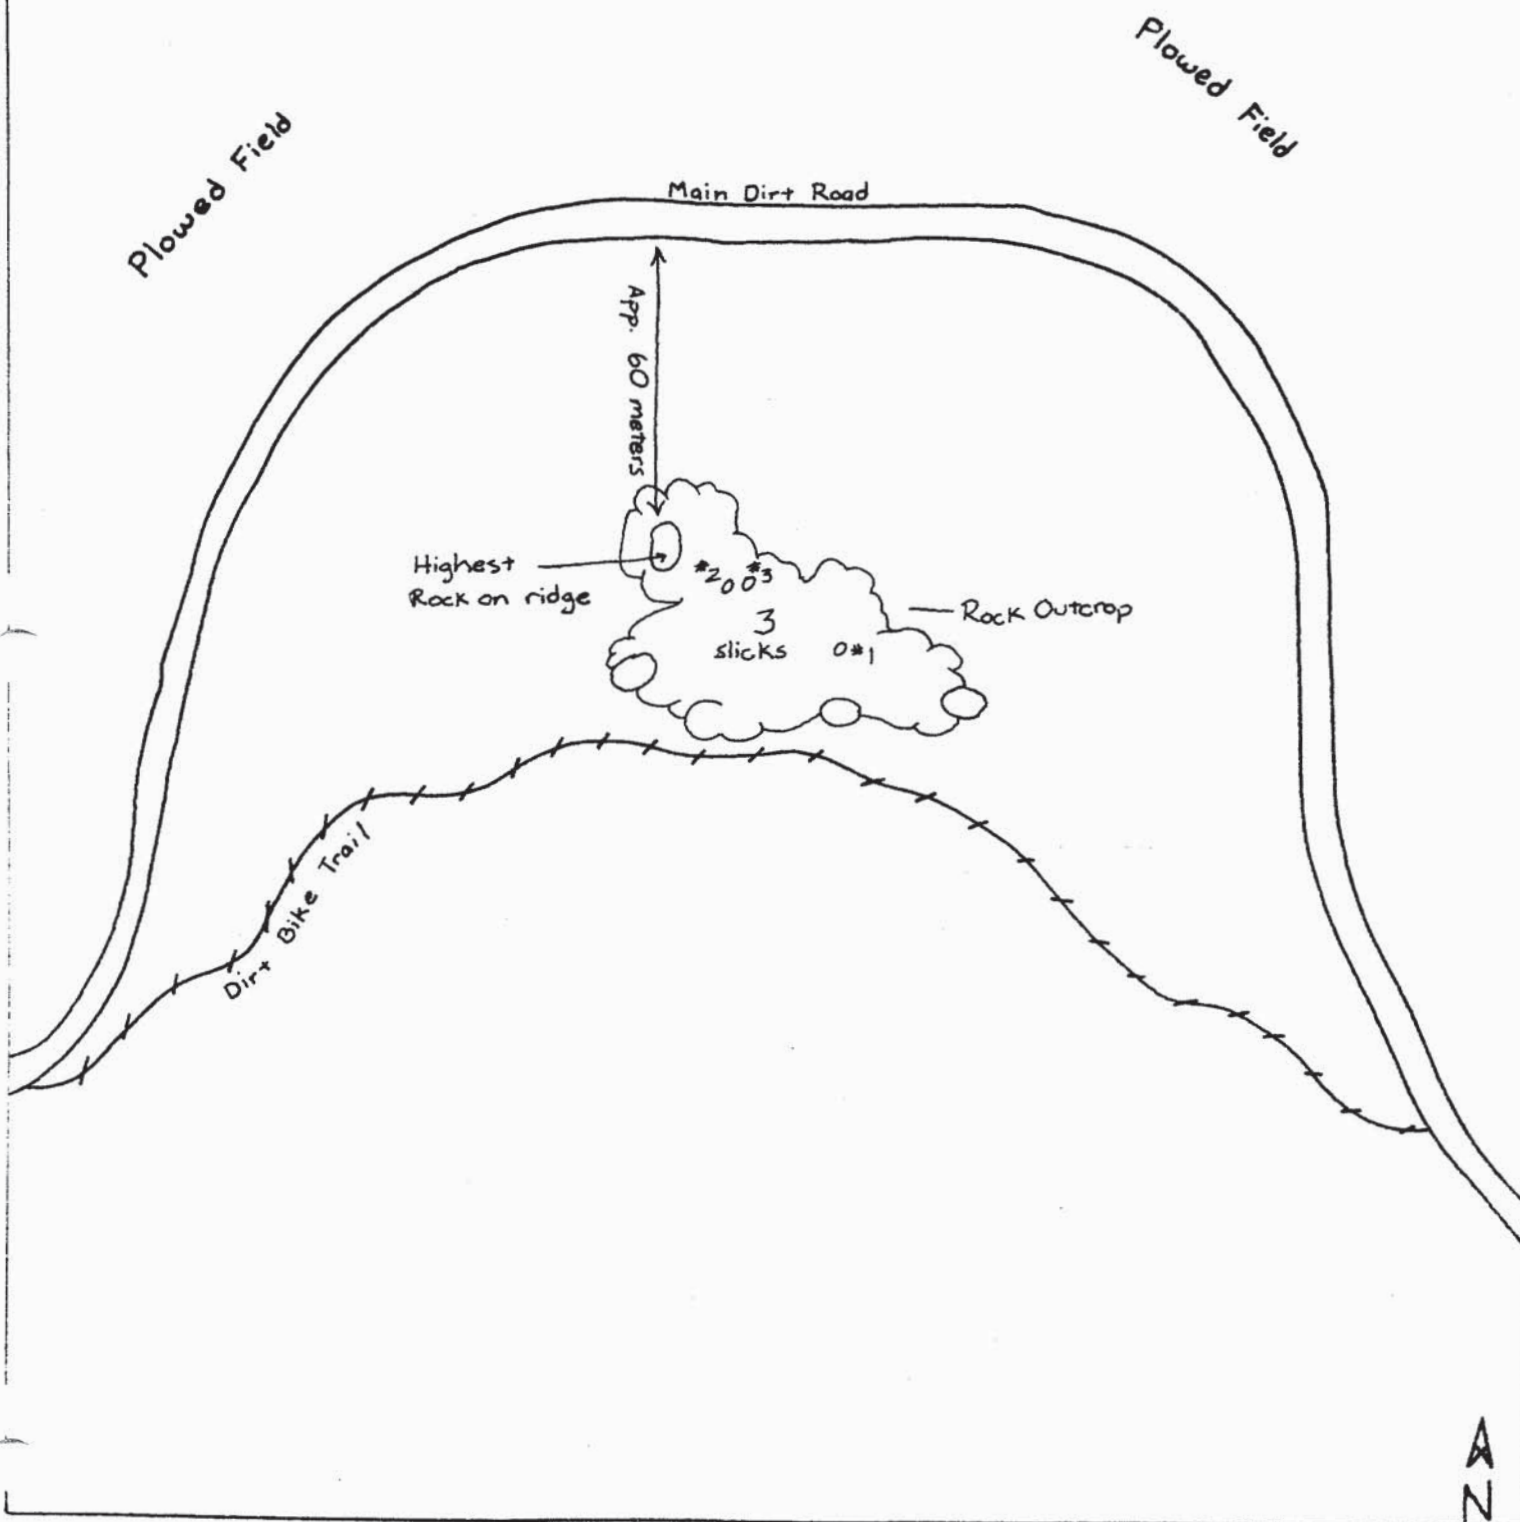 Plowed Field
Plowed Field
Main Dirt Road
App. 60 meters
Highest
Rock on ridge
#2
#3
3
slicks
#1
Rock Outcrop
Dirt Bike Trail
N